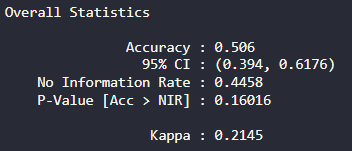 Overall Statistics
Accuracy : 0.506
95% CI : (0.394, 0.6176)
No Information Rate : 0.4458
P-Value [Acc > NIR] : 0.16016
Kappa : 0.2145